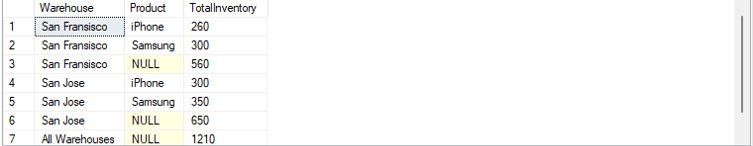 Warehouse Product TotalInventory
1 San Fransisco iPhone 260
2 San Fransisco Samsung 300
3 San Fransisco NULL 560
4 San Jose iPhone 300
5 San Jose Samsung 350
6 San Jose NULL 650
7 All Warehouses NULL 1210